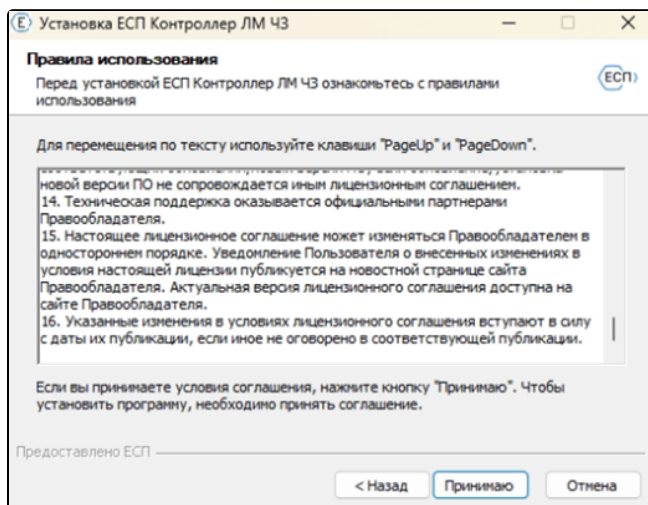 Установка ЕСП Контроллер ЛМ ЧЗ
Правила использования
Перед установкой ЕСП Контроллер ЛМ ЧЗ ознакомьтесь с правилами
использования
ЕСП
Для перемещения по тексту используйте клавиши "PageUp" и "PageDown".
новой версии ПО не сопровождается иным лицензионным соглашением.
14. Техническая поддержка оказывается официальными партнерами
Правообладателя.
15. Настоящее лицензионное соглашение может изменяться Правообладателем в
одностороннем порядке. Уведомление Пользователя о внесенных изменениях в
условия настоящей лицензии публикуется на новостной странице сайта
Правообладателя. Актуальная версия лицензионного соглашения доступна на
сайте Правообладателя.
16. Указанные изменения в условиях лицензионного соглашения вступают в силу
с даты их публикации, если иное не оговорено в соответствующей публикации.
Если вы принимаете условия соглашения, нажмите кнопку "Принимаю". Чтобы
установить программу, необходимо принять соглашение.
Предоставлено ЕСП
< Назад
Принимаю
Отмена